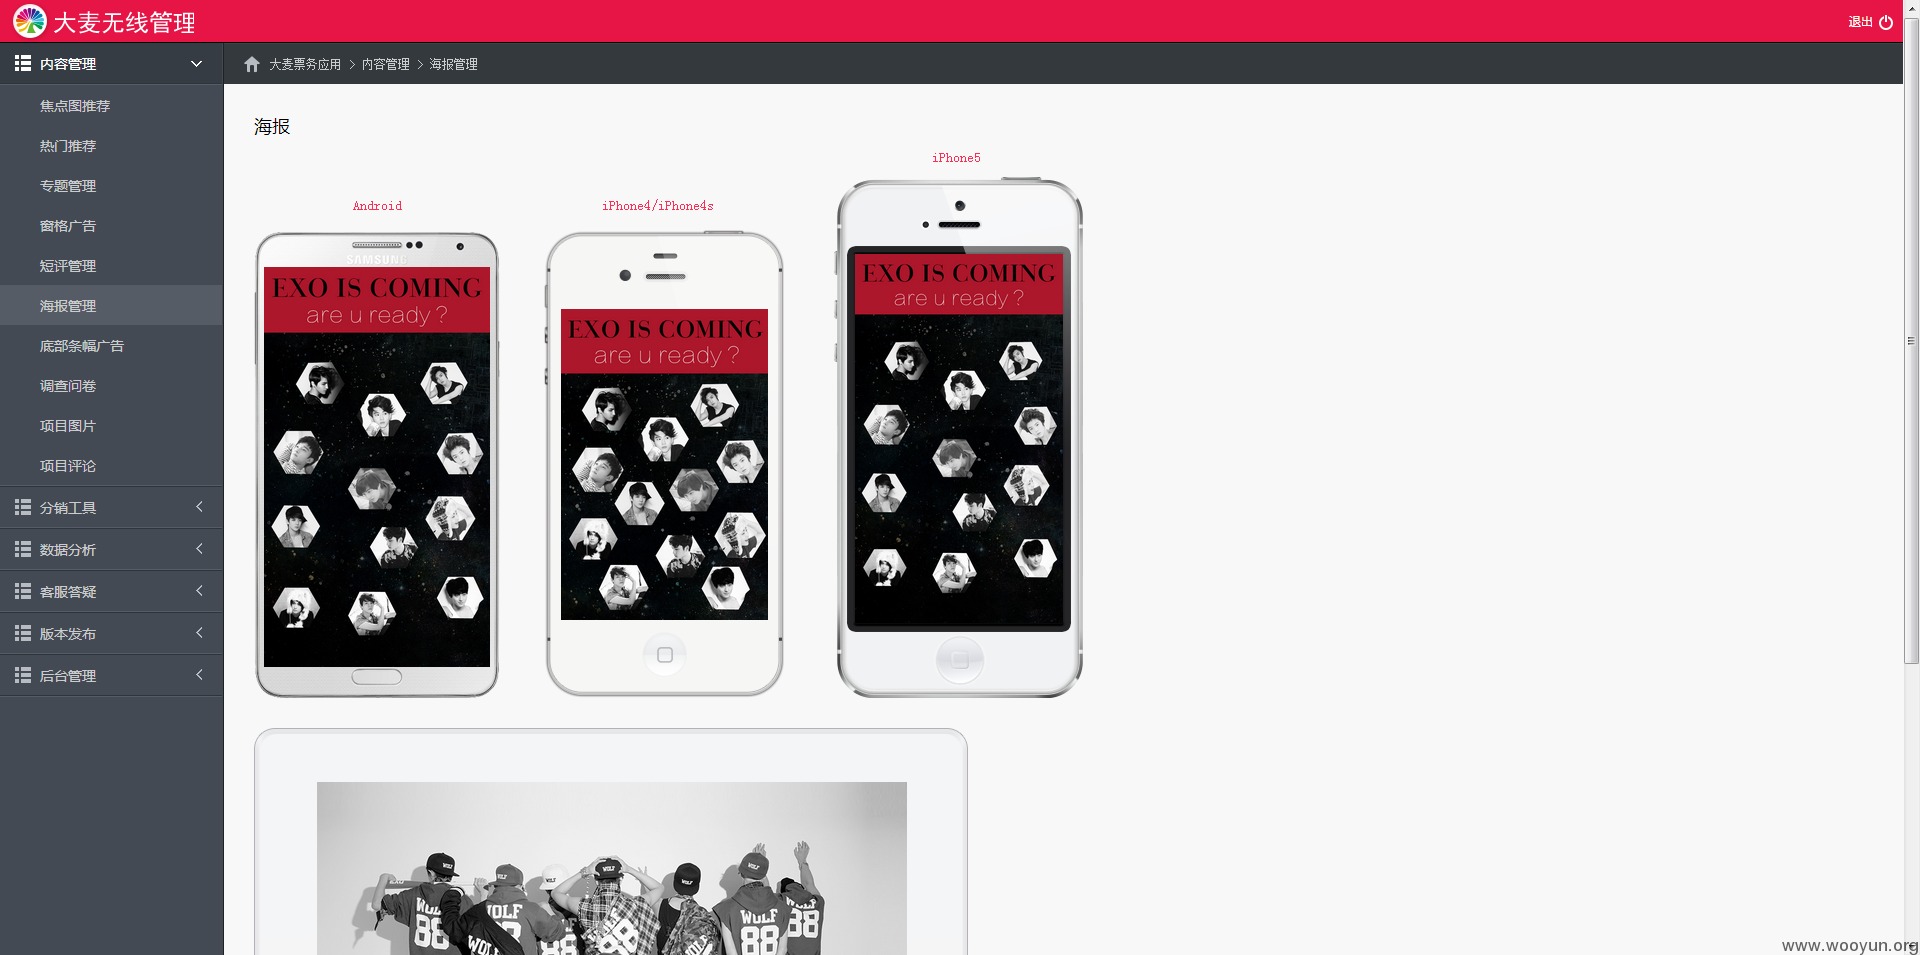 大麦无线管理
退出
内容管理
大麦票务应用 > 内容管理 > 海报管理
焦点图推荐
热门推荐
专题管理
窗格广告
短评管理
海报管理
底部条幅广告
调查问卷
项目图片
项目评论
分销工具
数据分析
客服答疑
版本发布
后台管理
海报
Android
SAMSUNG
EXO IS COMING
are u ready?
iPhone4/iPhone4s
EXO IS COMING
are u ready?
iPhone5
EXO IS COMING
are u ready?
WOLF
WOLF
WOLF
WOLF
88
WOLF
WOLF
88
WOLF
88
88
www.wooyun.org